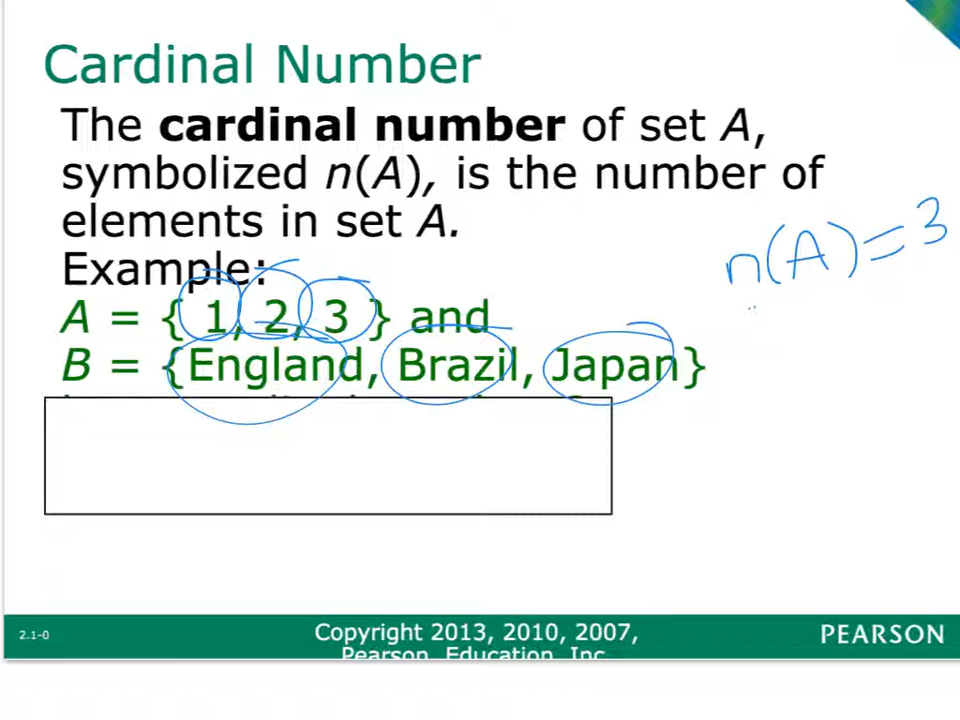 Cardinal Number
The cardinal number of set A,
symbolized n(A), is the number of
elements in set A.
n(A)=3
Example:
A = { 1, 2, 3 } and
B = {England, Brazil, Japan}
2.1-0
Copyright 2013, 2010, 2007,
Pearson, Education, Inc.
PEARSON